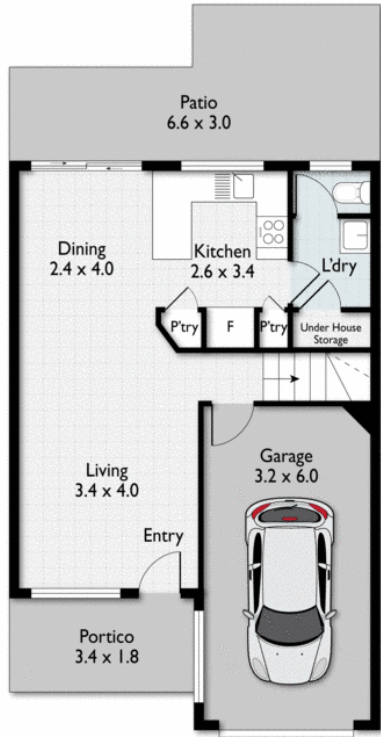 Patio
6.6 x 3.0
Dining
2.4 x 4.0
Kitchen
2.6 x 3.4
L'dry
P'try
F
P'try
Under House
Storage
Living
3.4 x 4.0
Garage
3.2 x 6.0
Entry
Portico
3.4 x 1.8